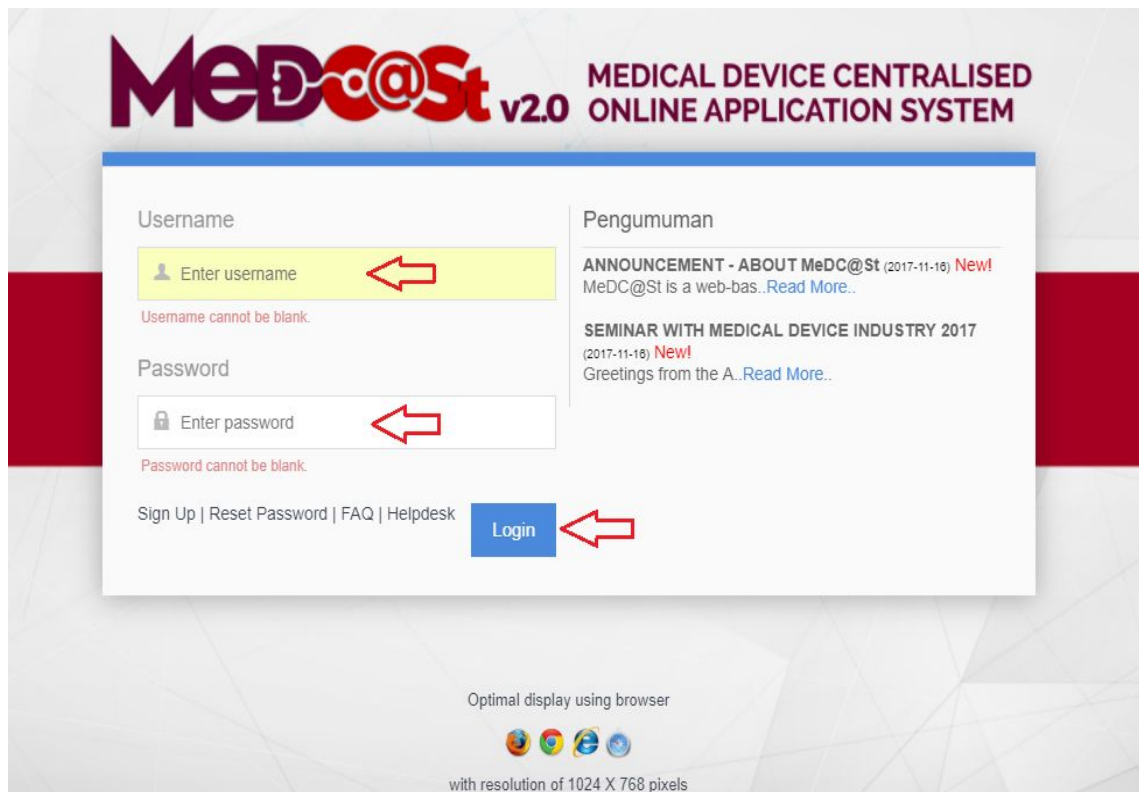 MeDC@St v2.0 MEDICAL DEVICE CENTRALISED
ONLINE APPLICATION SYSTEM
Username
Enter username
Username cannot be blank.
Password
Enter password
Password cannot be blank.
Sign Up | Reset Password | FAQ | Helpdesk
Login
Pengumuman
ANNOUNCEMENT - ABOUT MeDC@St (2017-11-16) New!
MeDC@St is a web-bas..Read More..
SEMINAR WITH MEDICAL DEVICE INDUSTRY 2017
(2017-11-16) New!
Greetings from the A..Read More..
Optimal display using browser
with resolution of 1024 X 768 pixels